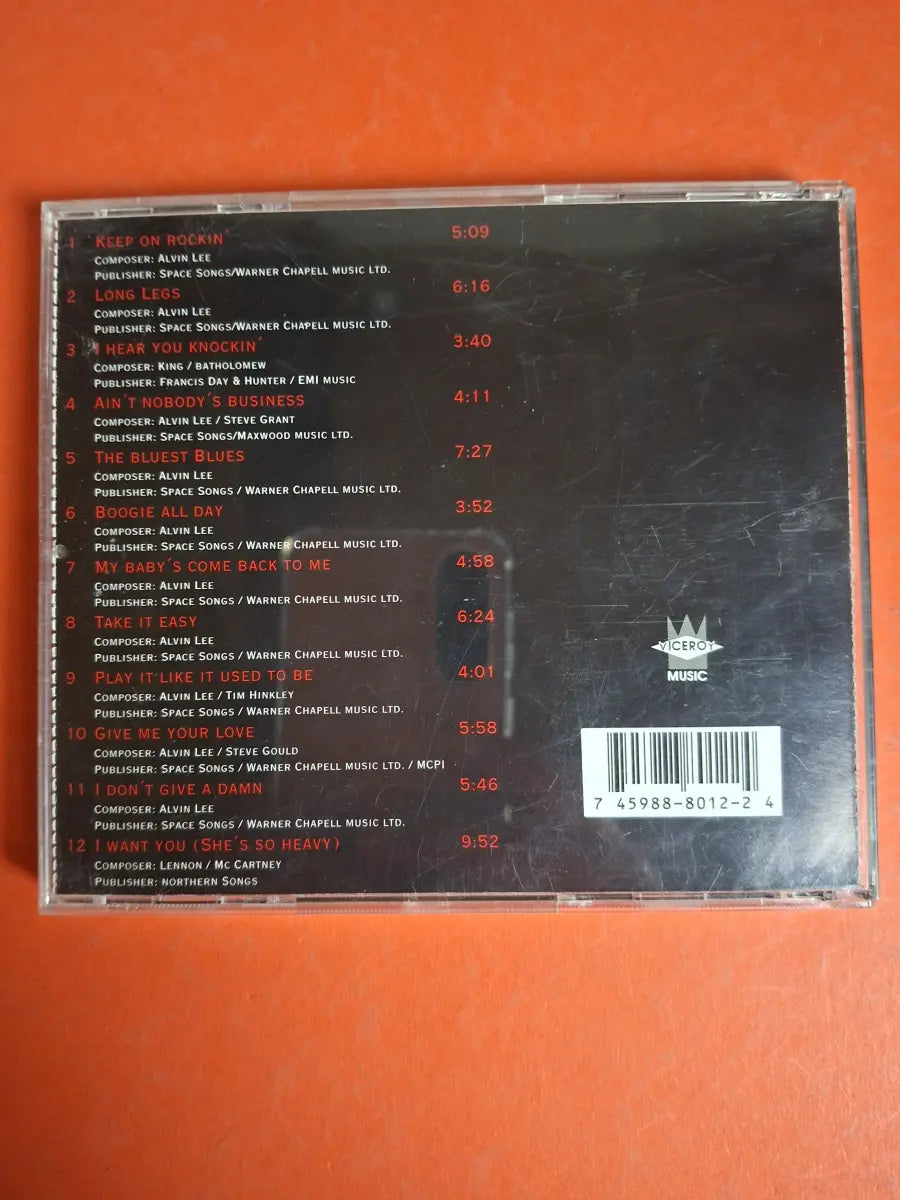 1 Keep on rockin´ 5:09
Composer: Alvin Lee
Publisher: Space Songs/Warner Chapell music ltd.
2 Long Legs 6:16
Composer: Alvin Lee
Publisher: Space Songs/Warner Chapell music ltd.
3 I hear you knockin´ 3:40
Composer: King / batholomew
Publisher: Francis Day & Hunter / EMI music
4 Ain´t nobody´s business 4:11
Composer: Alvin Lee / Steve Grant
Publisher: Space Songs/Maxwood music ltd.
5 The bluest Blues 7:27
Composer: Alvin Lee
Publisher: Space Songs / Warner Chapell music ltd.
6 Boogie all day 3:52
Composer: Alvin Lee
Publisher: Space Songs / Warner Chapell music ltd.
7 My baby´s come back to me 4:58
Composer: Alvin Lee
Publisher: Space Songs / Warner Chapell music ltd.
8 Take it easy 6:24
Composer: Alvin Lee
Publisher: Space Songs / Warner Chapell music ltd.
9 Play it like it used to be 4:01
Composer: Alvin Lee / Tim Hinkley
Publisher: Space Songs / Warner Chapell music ltd.
10 Give me your love 5:58
Composer: Alvin Lee / Steve Gould
Publisher: Space Songs / Warner Chapell music ltd. / MCPI
11 I don´t give a damn 5:46
Composer: Alvin Lee
Publisher: Space Songs / Warner Chapell music ltd.
12 I want you (She´s so heavy) 9:52
Composer: Lennon / Mc Cartney
Publisher: northern Songs
VICEROY
MUSIC
7 45988-8012-2 4